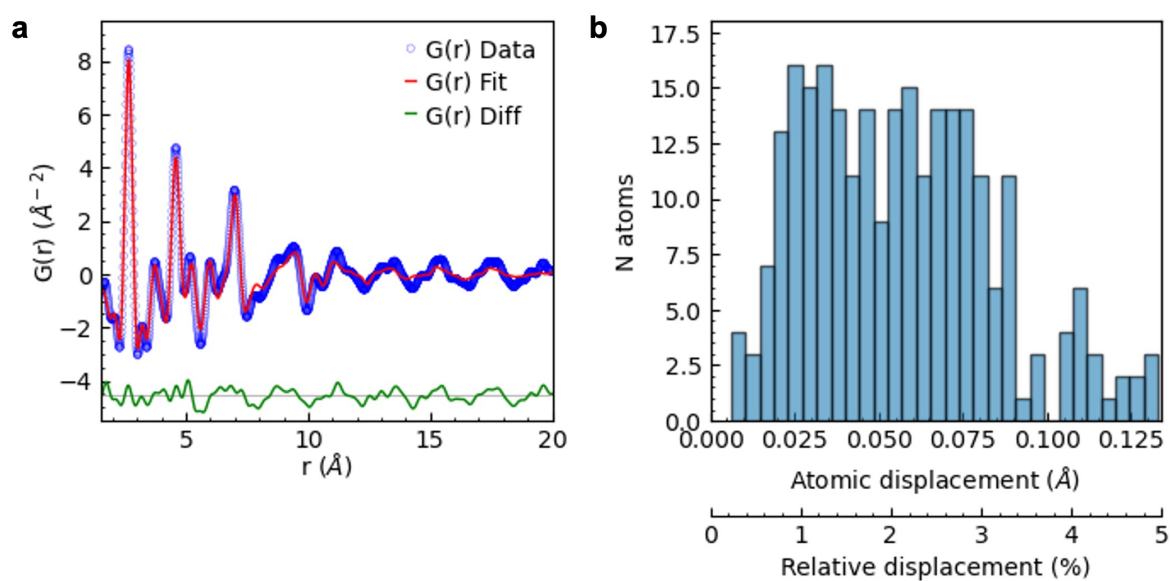 a
8
6
4
2
0
−2
−4
G(r) (Å⁻²)
5 10 15 20
r (Å)
G(r) Data
G(r) Fit
G(r) Diff
b
17.5
15.0
12.5
10.0
7.5
5.0
2.5
0.0
N atoms
0.000 0.025 0.050 0.075 0.100 0.125
Atomic displacement (Å)
0 1 2 3 4 5
Relative displacement (%)